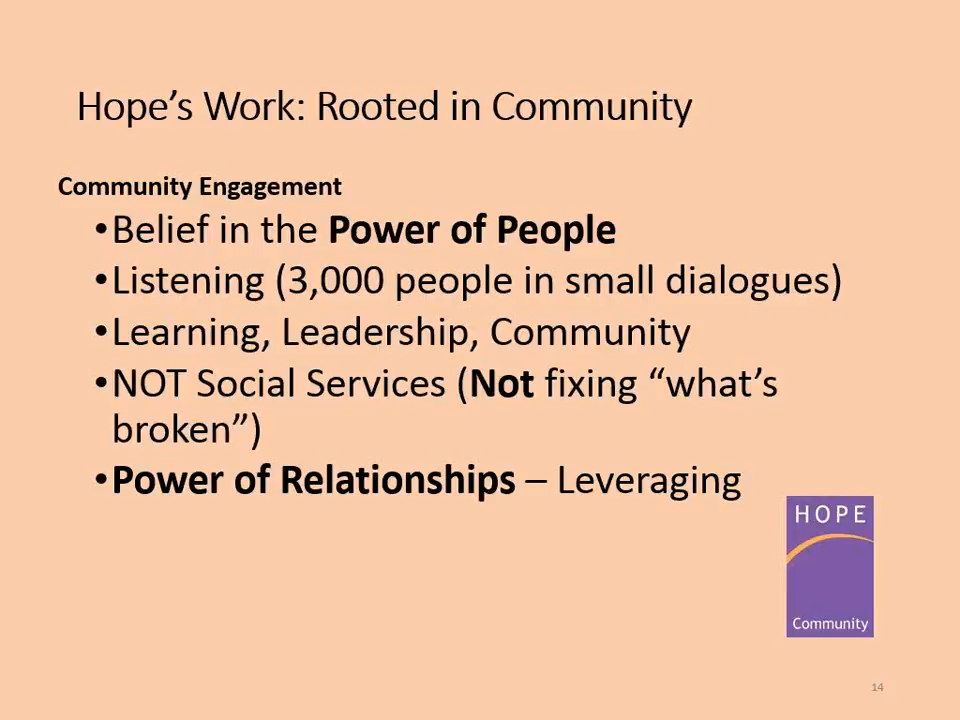 Hope’s Work: Rooted in Community
Community Engagement
•Belief in the Power of People
•Listening (3,000 people in small dialogues)
•Learning, Leadership, Community
•NOT Social Services (Not fixing “what’s
broken”)
•Power of Relationships – Leveraging
HOPE
Community
14